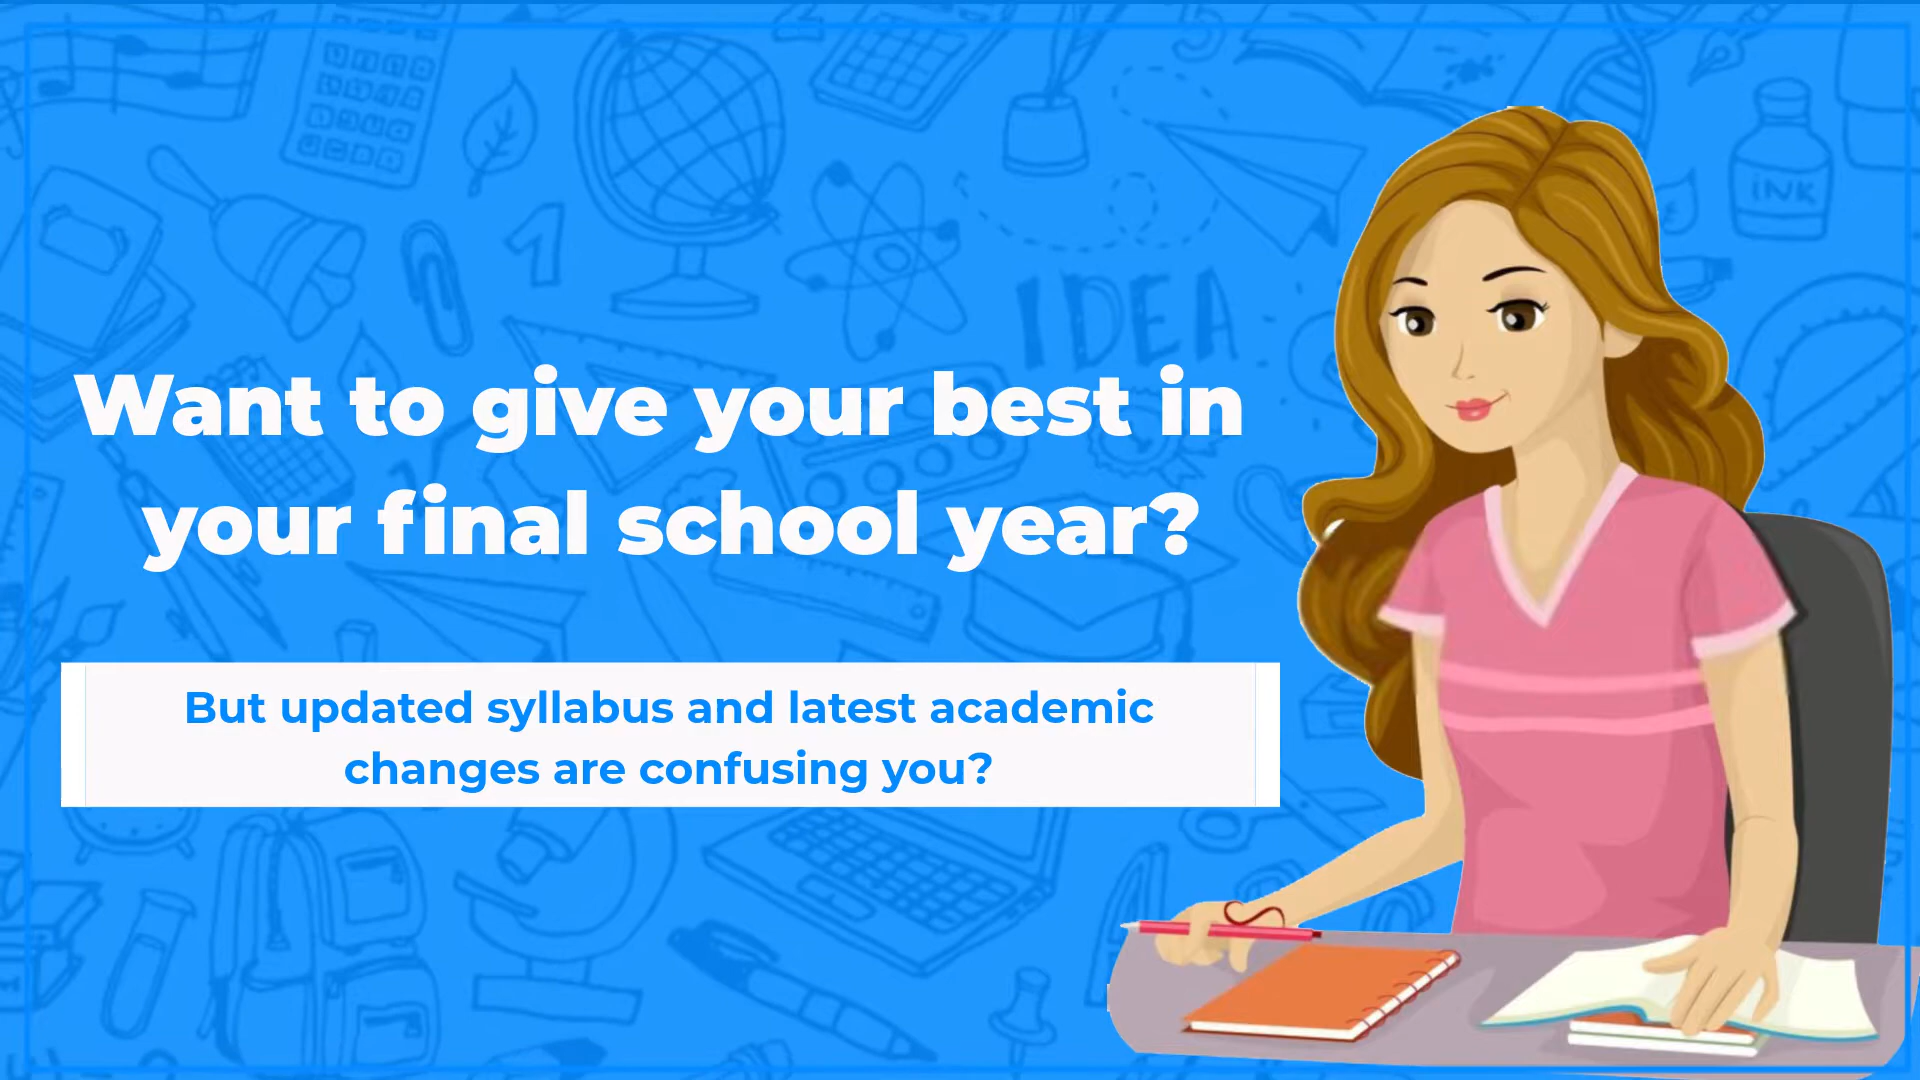 INK
1
IDEA
Want to give your best in
your final school year?
But updated syllabus and latest academic
changes are confusing you?